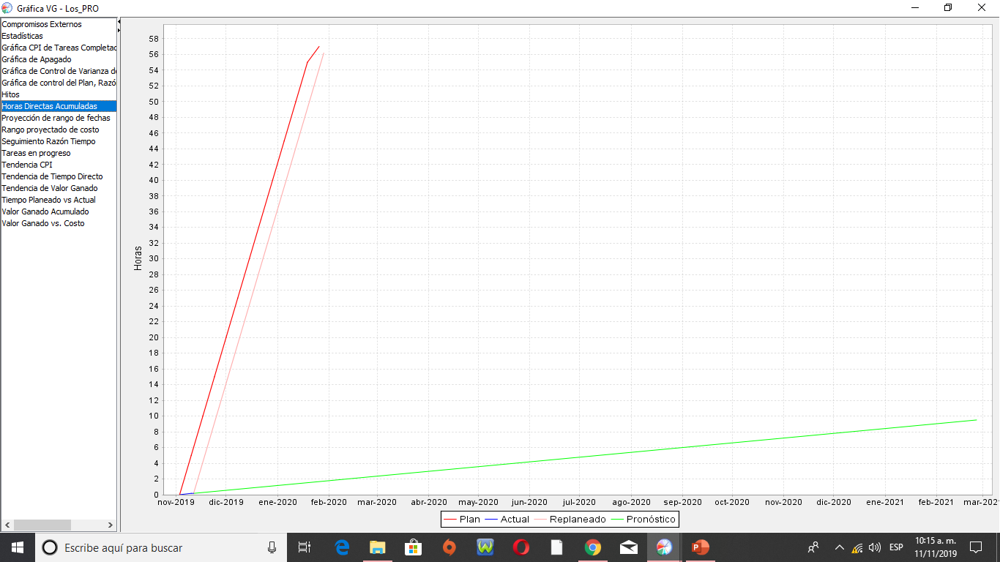 Gráfica VG - Los_PRO
Compromisos Externos
Estadísticas
Gráfica CPI de Tareas Completad
Gráfica de Apagado
Gráfica de Control de Varianza de
Gráfica de control del Plan, Razó
Hitos
Horas Directas Acumuladas
Proyección de rango de fechas
Rango proyectado de costo
Seguimiento Razón Tiempo
Tareas en progreso
Tendencia CPI
Tendencia de Tiempo Directo
Tendencia de Valor Ganado
Tiempo Planeado vs Actual
Valor Ganado Acumulado
Valor Ganado vs. Costo
Horas
58
56
54
52
50
48
46
44
42
40
38
36
34
32
30
28
26
24
22
20
18
16
14
12
10
8
6
4
2
0
nov-2019 dic-2019 ene-2020 feb-2020 mar-2020 abr-2020 may-2020 jun-2020 jul-2020 ago-2020 sep-2020 oct-2020 nov-2020 dic-2020 ene-2021 feb-2021 mar-2021
Plan Actual Replaneado Pronóstico
Escribe aquí para buscar
ESP
10:15 a. m.
11/11/2019